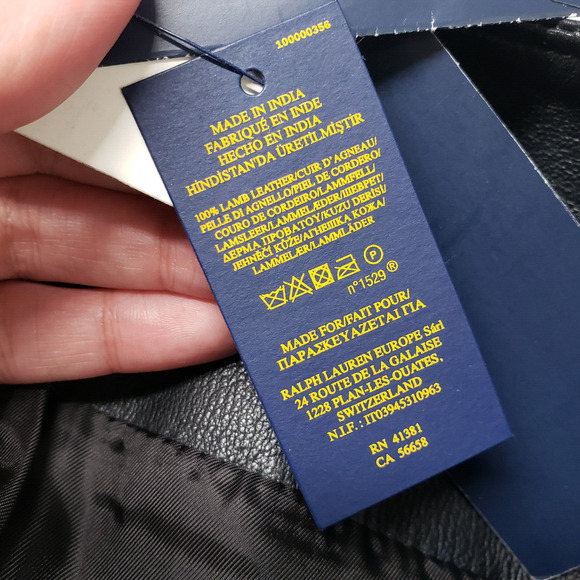 100000356
MADE IN INDIA
FABRIQUÉ EN INDE
HECHO EN INDIA
HİNDİSTAN'DA ÜRETİLMİŞTİR
100% LAMB LEATHER/CUIR D'AGNEAU/
PELLE DI AGNELLO/PIEL DE CORDERO/
COURO DE CORDEIRO/LAMMFELL/
LAMSLEER/LAMMELÆDER/ШЕВРЕТ/
ΔΕΡΜΑ ΠΡΟΒΑΤΟΥ/KUZU DERİSİ/
JEHNĚČÍ KŮŽE/АГНЕШКА КОЖА/
LAMMELÆR/LAMMLÄDER
P
n°1529®
MADE FOR/FAIT POUR/
ΠΑΡΑΣΚΕΥΑΖΕΤΑΙ ΓΙΑ
RALPH LAUREN EUROPE Sàrl
24 ROUTE DE LA GALAISE
1228 PLAN-LES-OUATES,
SWITZERLAND
N.I.F. : IT03945310963
RN 41381
CA 56658